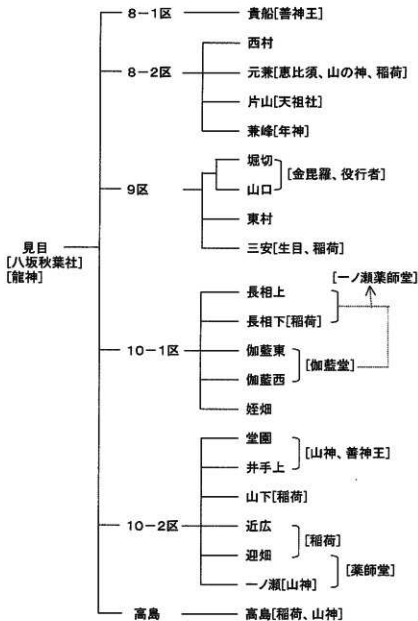 8-1区 貴船[善神王]
西村
8-2区 元兼[恵比須、山の神、稲荷]
片山[天祖社]
兼峰[年神]
堀切
[金毘羅、役行者]
9区 山口
東村
三安[生目、稲荷]
見目
[八坂秋葉社]
[龍神]
[一ノ瀬薬師堂]
長相上
長相下[稲荷]
10-1区 伽藍東
[伽藍堂]
伽藍西
姪畑
堂園
[山神、善神王]
井手上
山下[稲荷]
10-2区 近広
[稲荷]
迎畑
[薬師堂]
一ノ瀬[山神]
高島 高島[稲荷、山神]